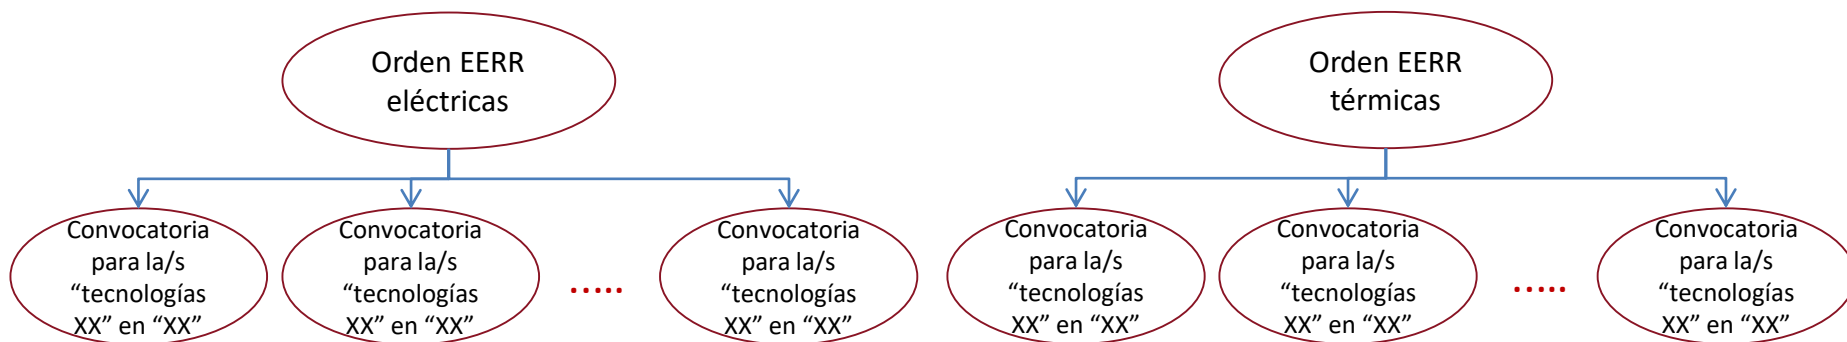 Orden EERR
eléctricas
Orden EERR
térmicas
Convocatoria
para la/s
“tecnologías
XX” en “XX”
Convocatoria
para la/s
“tecnologías
XX” en “XX”
.....
Convocatoria
para la/s
“tecnologías
XX” en “XX”
Convocatoria
para la/s
“tecnologías
XX” en “XX”
Convocatoria
para la/s
“tecnologías
XX” en “XX”
.....
Convocatoria
para la/s
“tecnologías
XX” en “XX”